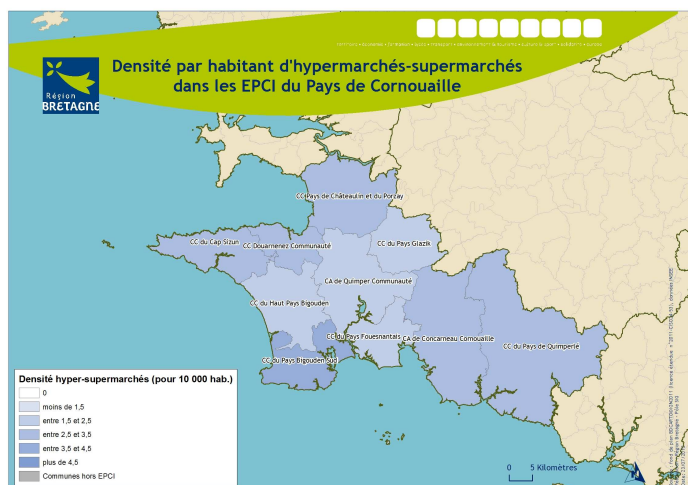 Densité par habitant d'hypermarchés-supermarchés
dans les EPCI du Pays de Cornouaille
Région
BRETAGNE
CC Pays de Châteaulin et du Porzay
CC du Cap Sizun
CC Douarnenez Communauté
CC du Pays Glazik
CA de Quimper Communauté
CC du Haut Pays Bigouden
CC du Pays Fouesnantais
CA de Concarneau Cornouaille
CC du Pays de Quimperlé
CC du Pays Bigouden Sud
Densité hyper-supermarchés (pour 10 000 hab.)
0
moins de 1,5
entre 1,5 et 2,5
entre 2,5 et 3,5
entre 3,5 et 4,5
plus de 4,5
Communes hors EPCI
0 5 Kilomètres